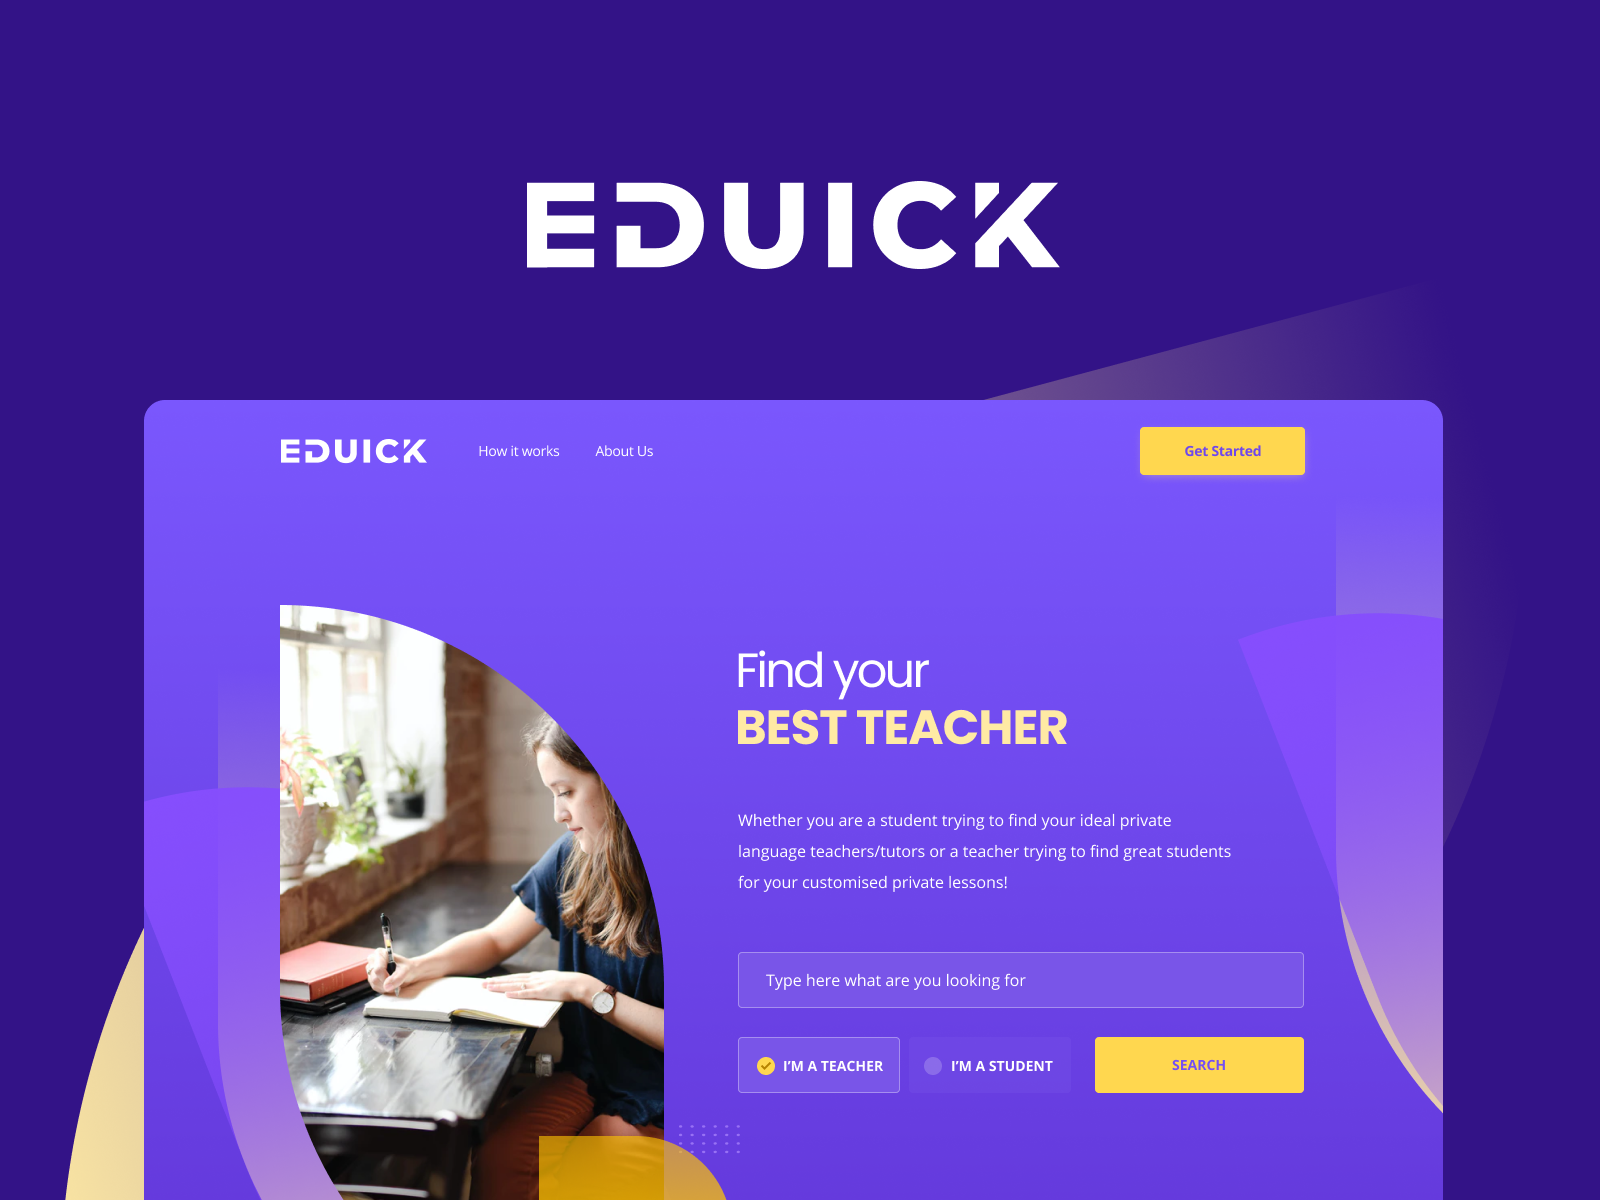 EDUICK
EDUICK How it works About Us Get Started
Find your
BEST TEACHER
Whether you are a student trying to find your ideal private
language teachers/tutors or a teacher trying to find great students
for your customised private lessons!
Type here what are you looking for
I'M A TEACHER I'M A STUDENT SEARCH